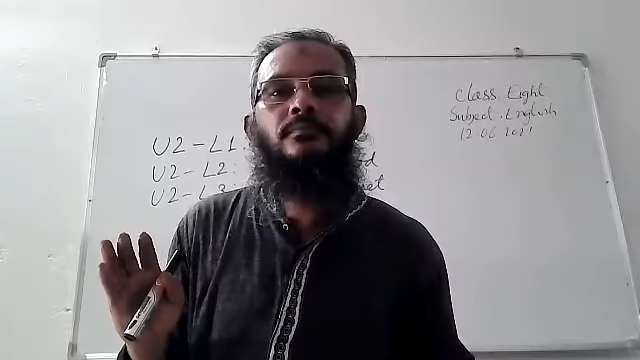 Class. Eight
Subject. English
12 06 2021
U2-L1:
U2-L2:
U2-L3: